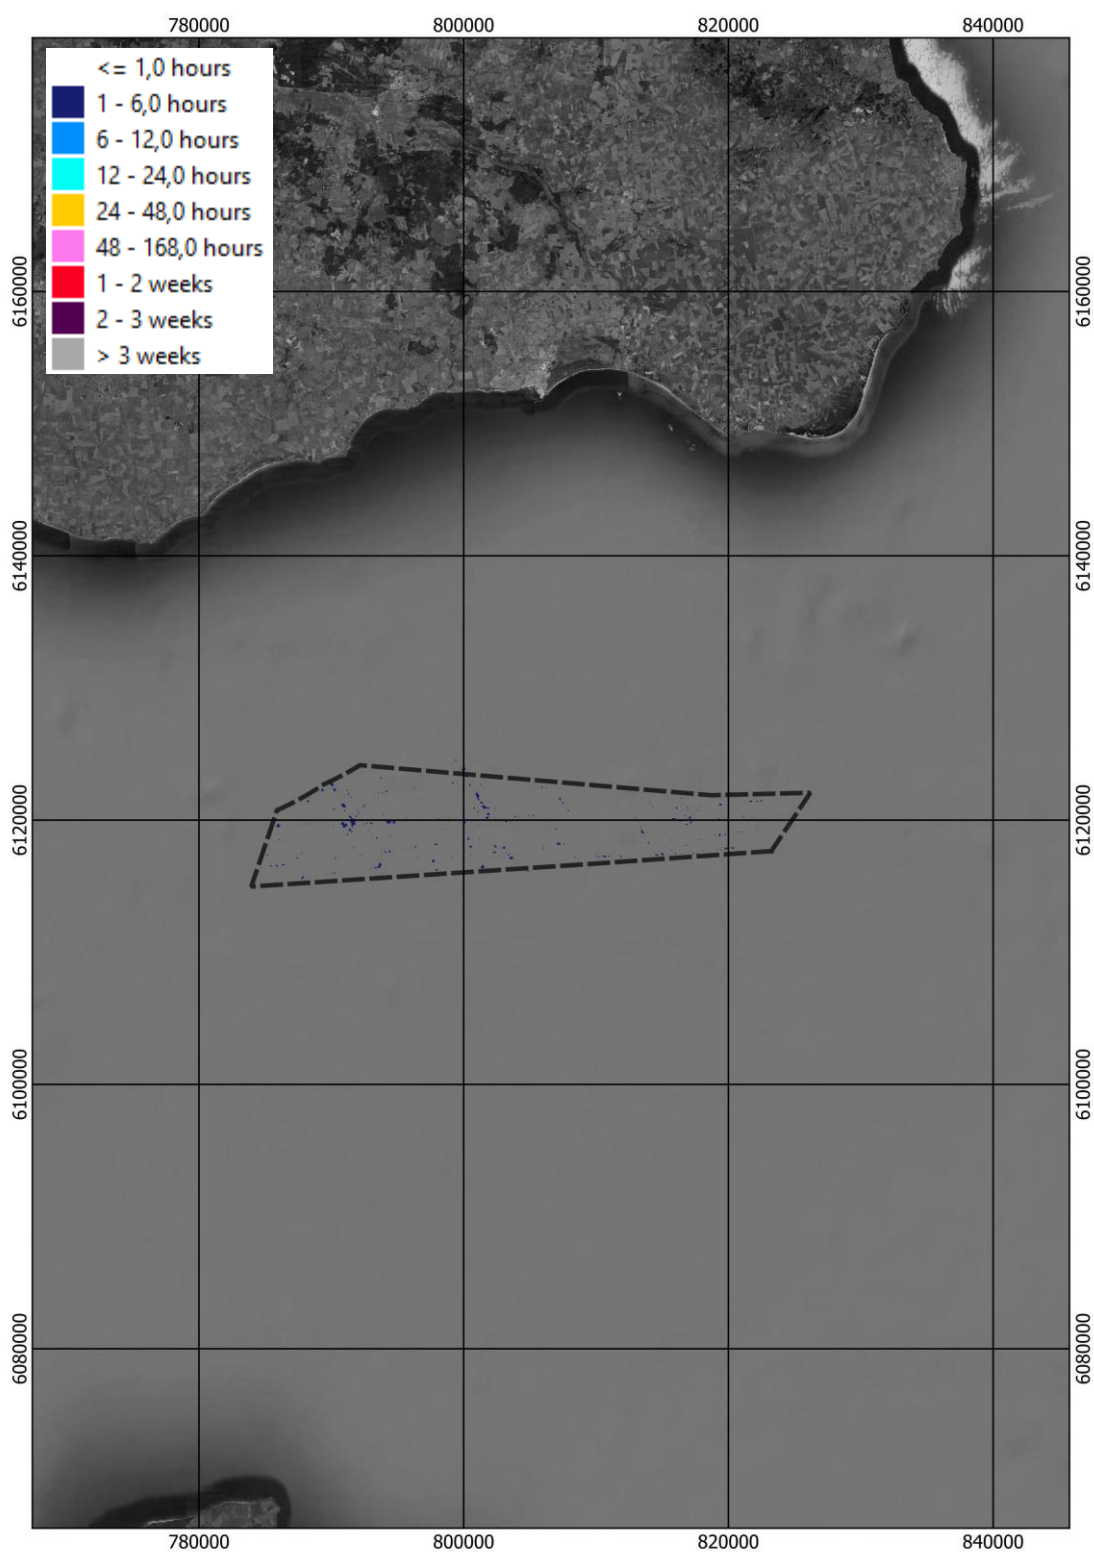 780000 800000 820000 840000
<= 1,0 hours
1 - 6,0 hours
6 - 12,0 hours
12 - 24,0 hours
24 - 48,0 hours
48 - 168,0 hours
1 - 2 weeks
2 - 3 weeks
> 3 weeks
6160000 6160000
6140000 6140000
6120000 6120000
6100000 6100000
6080000 6080000
780000 800000 820000 840000